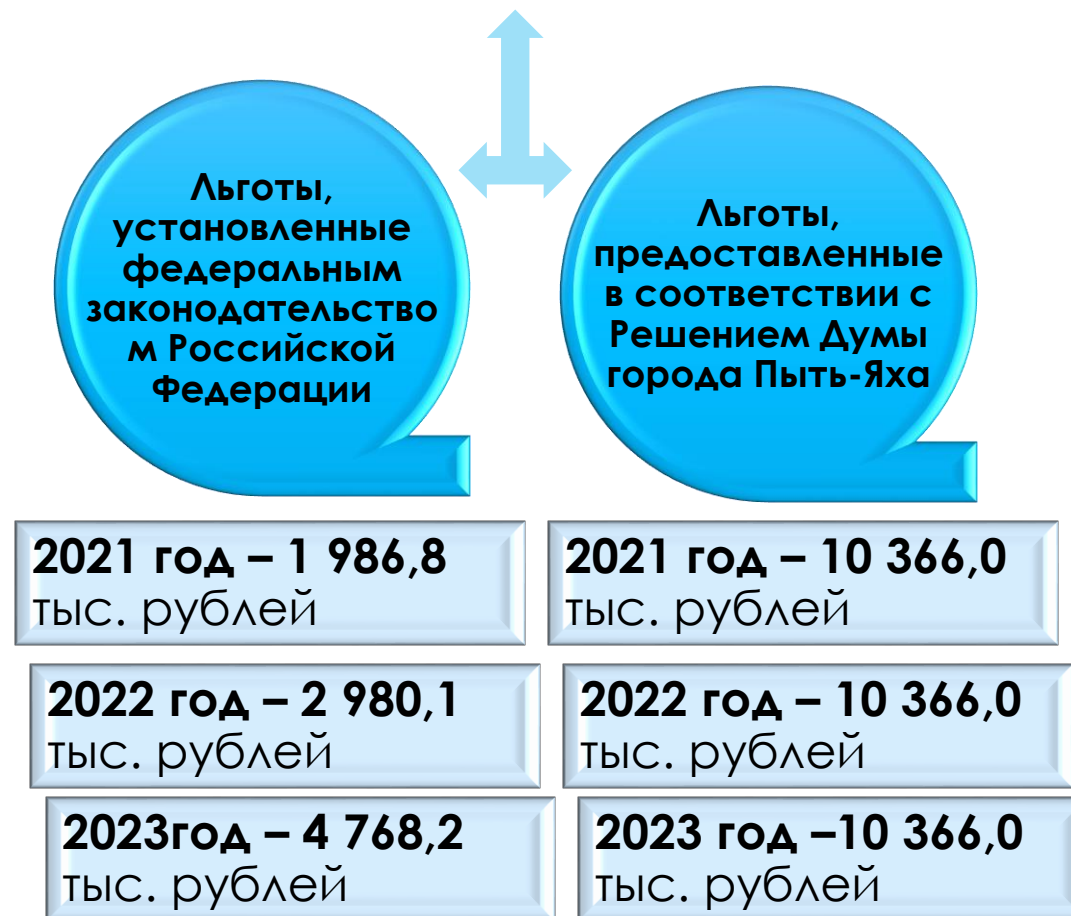 Льготы,
установленные
федеральным
законодательство
м Российской
Федерации
Льготы,
предоставленные
в соответствии с
Решением Думы
города Пыть-Яха
2021 год – 1 986,8
тыс. рублей
2021 год – 10 366,0
тыс. рублей
2022 год – 2 980,1
тыс. рублей
2022 год – 10 366,0
тыс. рублей
2023год – 4 768,2
тыс. рублей
2023 год –10 366,0
тыс. рублей